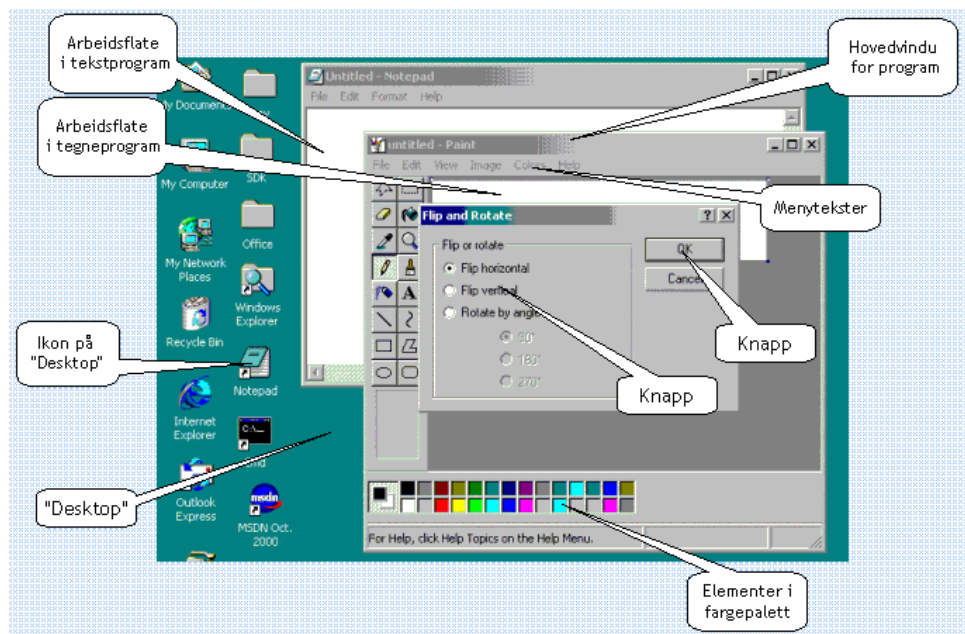 Arbeidsflate
i tekstprogram
Hovedvindu
for program
Untitled - Notepad
File Edit Format Help
My Documents
Arbeidsflate
i tegneprogram
untitled - Paint
File Edit View Image Colors Help
My Computer
SDK
Menytekster
Flip and Rotate
Office
Flip or rotate
OK
Flip horizontal
My Network
Places
Cancel
Flip vertical
Windows
Explorer
Rotate by angle
Recycle Bin
Ikon på
"Desktop"
90°
Knapp
180°
270°
Notepad
Knapp
Internet
Explorer
C:\_
cmd
"Desktop"
Outlook
Express
msdn
MSDN Oct.
2000
For Help, click Help Topics on the Help Menu.
Elementer i
fargepalett